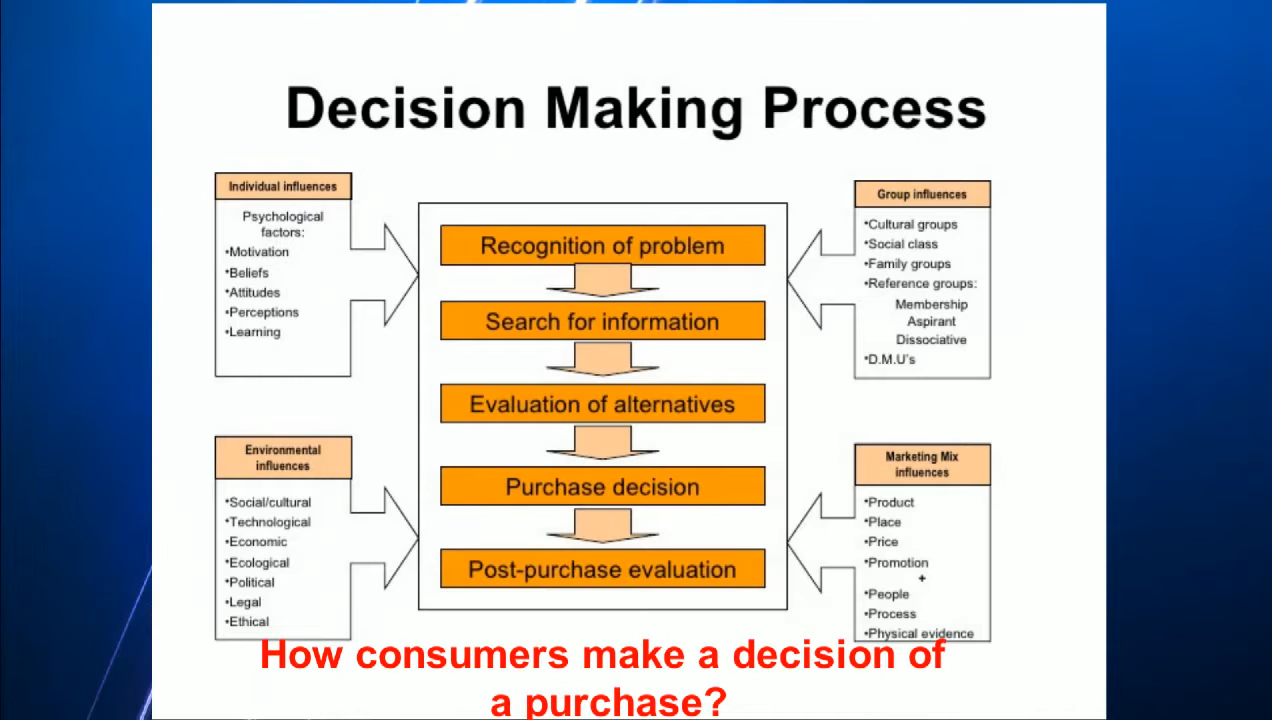 Decision Making Process
Individual influences
Psychological
factors:
•Motivation
•Beliefs
•Attitudes
•Perceptions
•Learning
Environmental
influences
•Social/cultural
•Technological
•Economic
•Ecological
•Political
•Legal
•Ethical
Recognition of problem
Search for information
Evaluation of alternatives
Purchase decision
Post-purchase evaluation
Group influences
•Cultural groups
•Social class
•Family groups
•Reference groups:
Membership
Aspirant
Dissociative
•D.M.U's
Marketing Mix
influences
•Product
•Place
•Price
•Promotion
+
•People
•Process
•Physical evidence
How consumers make a decision of
a purchase?